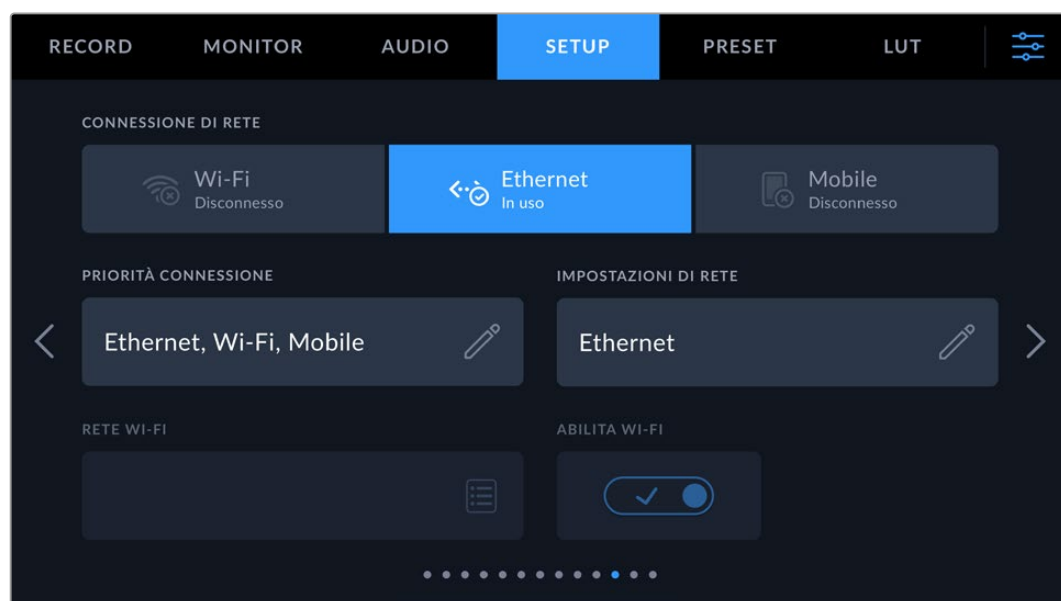 RECORD MONITOR AUDIO SETUP PRESET LUT
CONNESSIONE DI RETE
Wi-Fi
Disconnesso
Ethernet
In uso
Mobile
Disconnesso
PRIORITÀ CONNESSIONE
Ethernet, Wi-Fi, Mobile
IMPOSTAZIONI DI RETE
Ethernet
RETE WI-FI
ABILITA WI-FI